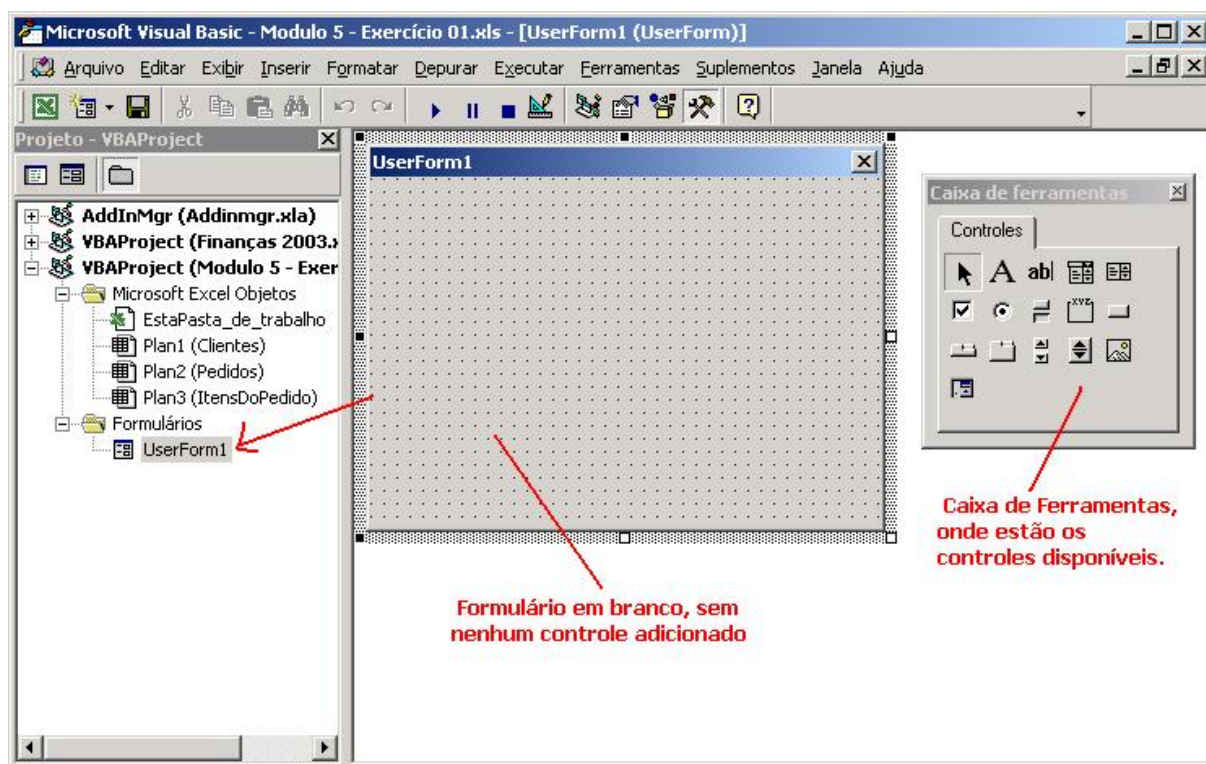 Microsoft Visual Basic - Modulo 5 - Exercício 01.xls - [UserForm1 (UserForm)]
Arquivo Editar Exibir Inserir Formatar Depurar Executar Ferramentas Suplementos Janela Ajuda
Projeto - VBAProject
AddInMgr (Addinmgr.xla)
VBAProject (Finanças 2003.x
VBAProject (Modulo 5 - Exer
Microsoft Excel Objetos
EstaPasta_de_trabalho
Plan1 (Clientes)
Plan2 (Pedidos)
Plan3 (ItensDoPedido)
Formulários
UserForm1
UserForm1
Caixa de ferramentas
Controles
A ab|
XYZ
Caixa de Ferramentas,
onde estão os
controles disponíveis.
Formulário em branco, sem
nenhum controle adicionado